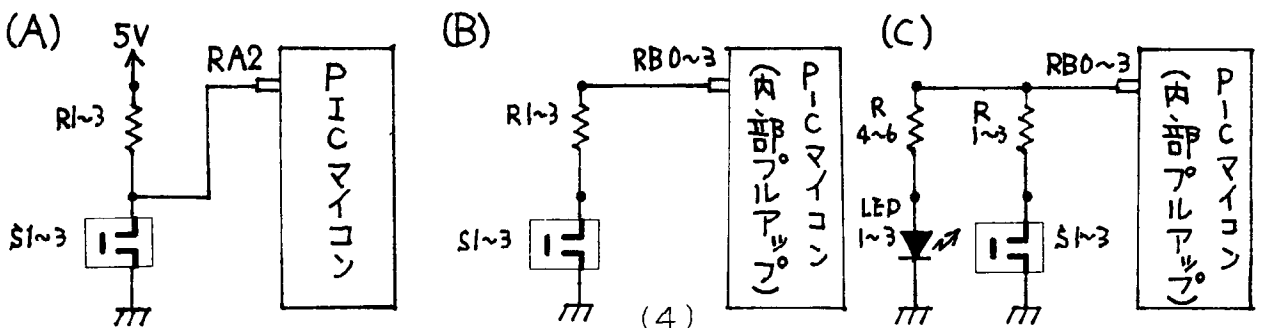 (A)
5V
RA2
R1~3
S1~3
PICマイコン
(B)
RB0~3
R1~3
S1~3
PICマイコン
(内部プルアップ)
(4)
(C)
RB0~3
R
4~6
R
1~3
LED
1~3
S1~3
PICマイコン
(内部プルアップ)